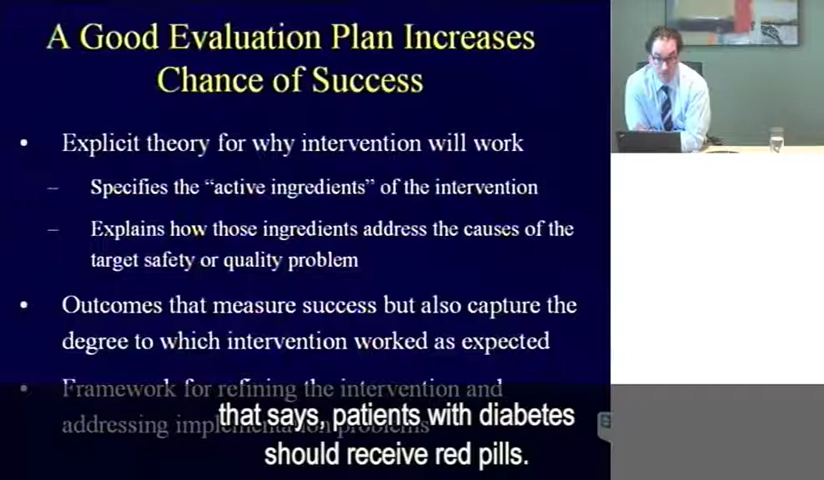 A Good Evaluation Plan Increases
Chance of Success
• Explicit theory for why intervention will work
– Specifies the “active ingredients” of the intervention
– Explains how those ingredients address the causes of the
target safety or quality problem
• Outcomes that measure success but also capture the
degree to which intervention worked as expected
• Framework for refining the intervention and
addressing implementation problems
that says, patients with diabetes
should receive red pills.